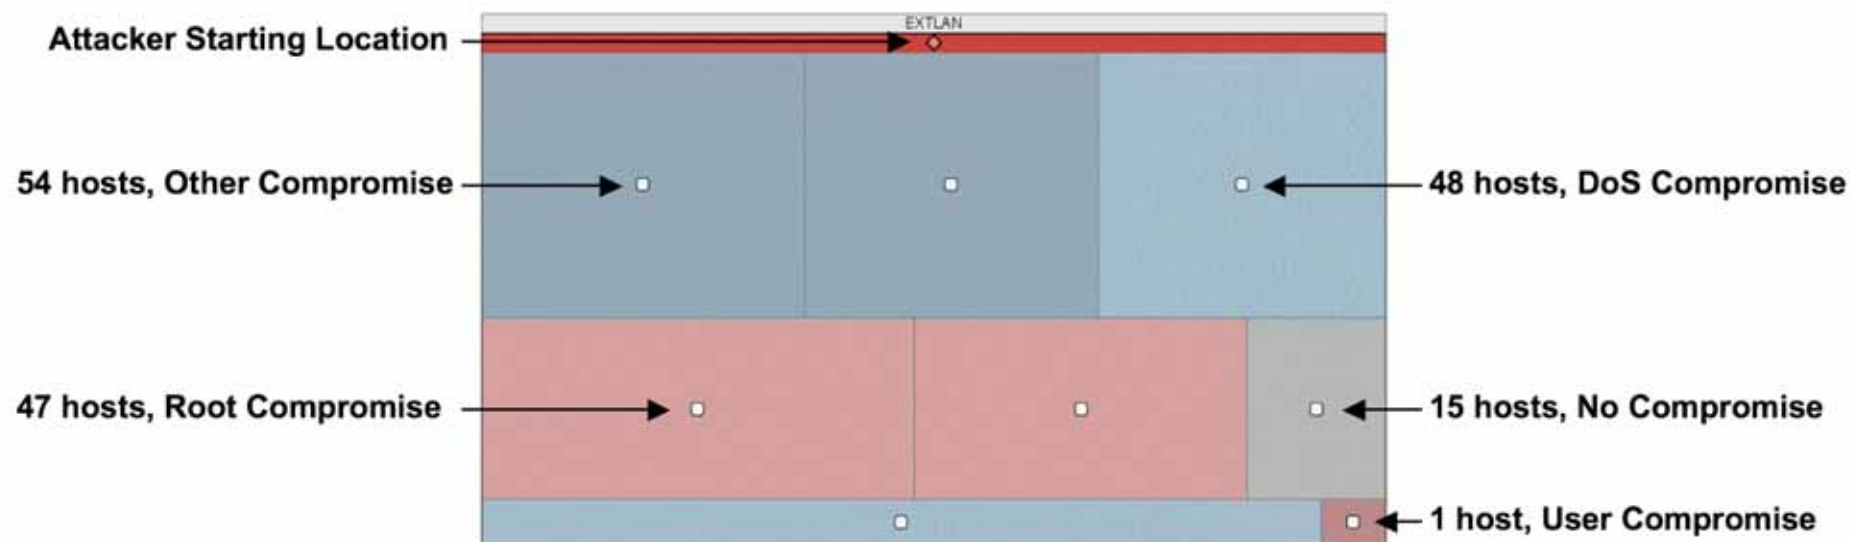 EXTLAN
Attacker Starting Location
54 hosts, Other Compromise
48 hosts, DoS Compromise
47 hosts, Root Compromise
15 hosts, No Compromise
1 host, User Compromise